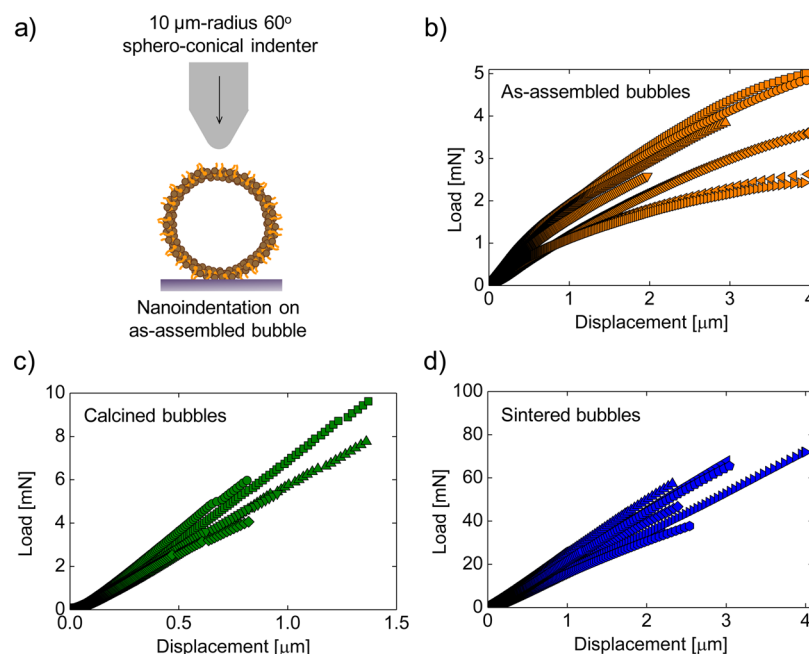 a)
10 µm-radius 60°
sphero-conical indenter
Nanoindentation on
as-assembled bubble
b)
As-assembled bubbles
Load [mN]
5
4
3
2
1
0
0 1 2 3 4
Displacement [µm]
c)
Calcined bubbles
Load [mN]
10
8
6
4
2
0
0.0 0.5 1.0 1.5
Displacement [µm]
d)
Sintered bubbles
Load [mN]
100
80
60
40
20
0
0 1 2 3 4
Displacement [µm]